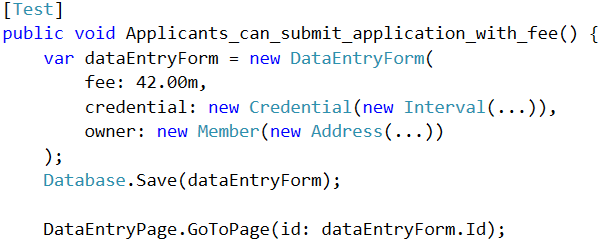 [Test]
public void Applicants_can_submit_application_with_fee() {
    var dataEntryForm = new DataEntryForm(
        fee: 42.00m,
        credential: new Credential(new Interval(...)),
        owner: new Member(new Address(...))
    );
    Database.Save(dataEntryForm);

    DataEntryPage.GoToPage(id: dataEntryForm.Id);